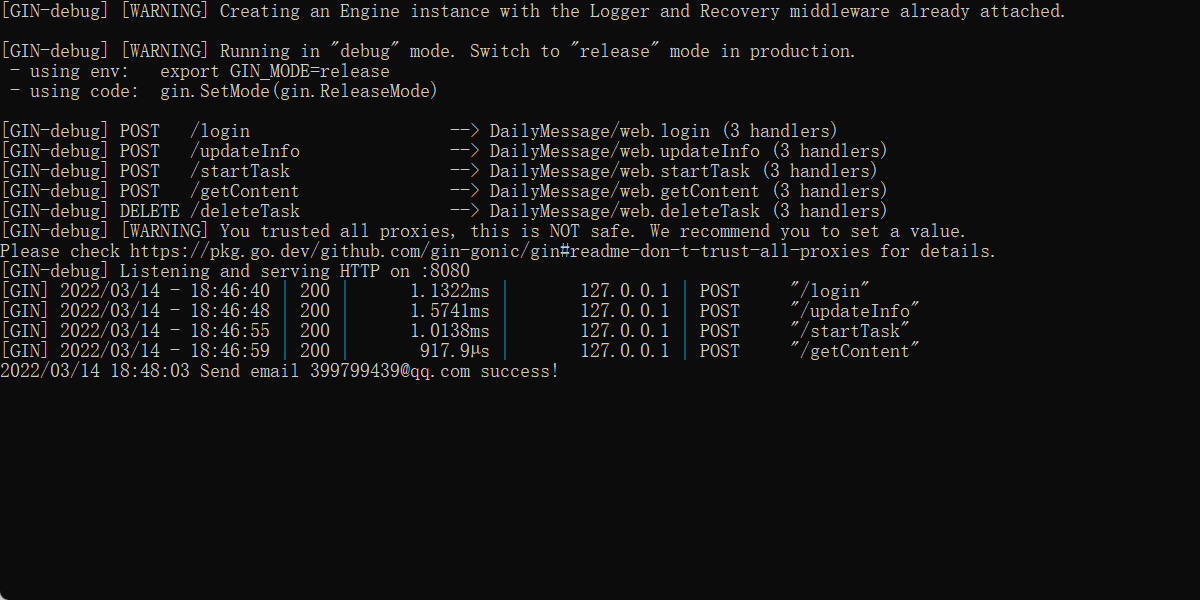 [GIN-debug] [WARNING] Creating an Engine instance with the Logger and Recovery middleware already attached.
[GIN-debug] [WARNING] Running in "debug" mode. Switch to "release" mode in production.
- using env: export GIN_MODE=release
- using code: gin.SetMode(gin.ReleaseMode)
[GIN-debug] POST /login --> DailyMessage/web.login (3 handlers)
[GIN-debug] POST /updateInfo --> DailyMessage/web.updateInfo (3 handlers)
[GIN-debug] POST /startTask --> DailyMessage/web.startTask (3 handlers)
[GIN-debug] POST /getContent --> DailyMessage/web.getContent (3 handlers)
[GIN-debug] DELETE /deleteTask --> DailyMessage/web.deleteTask (3 handlers)
[GIN-debug] [WARNING] You trusted all proxies, this is NOT safe. We recommend you to set a value.
Please check https://pkg.go.dev/github.com/gin-gonic/gin#readme-don-t-trust-all-proxies for details.
[GIN-debug] Listening and serving HTTP on :8080
[GIN] 2022/03/14 - 18:46:40 | 200 | 1.1322ms | 127.0.0.1 | POST "/login"
[GIN] 2022/03/14 - 18:46:48 | 200 | 1.5741ms | 127.0.0.1 | POST "/updateInfo"
[GIN] 2022/03/14 - 18:46:55 | 200 | 1.0138ms | 127.0.0.1 | POST "/startTask"
[GIN] 2022/03/14 - 18:46:59 | 200 | 917.9µs | 127.0.0.1 | POST "/getContent"
2022/03/14 18:48:03 Send email 399799439@qq.com success!